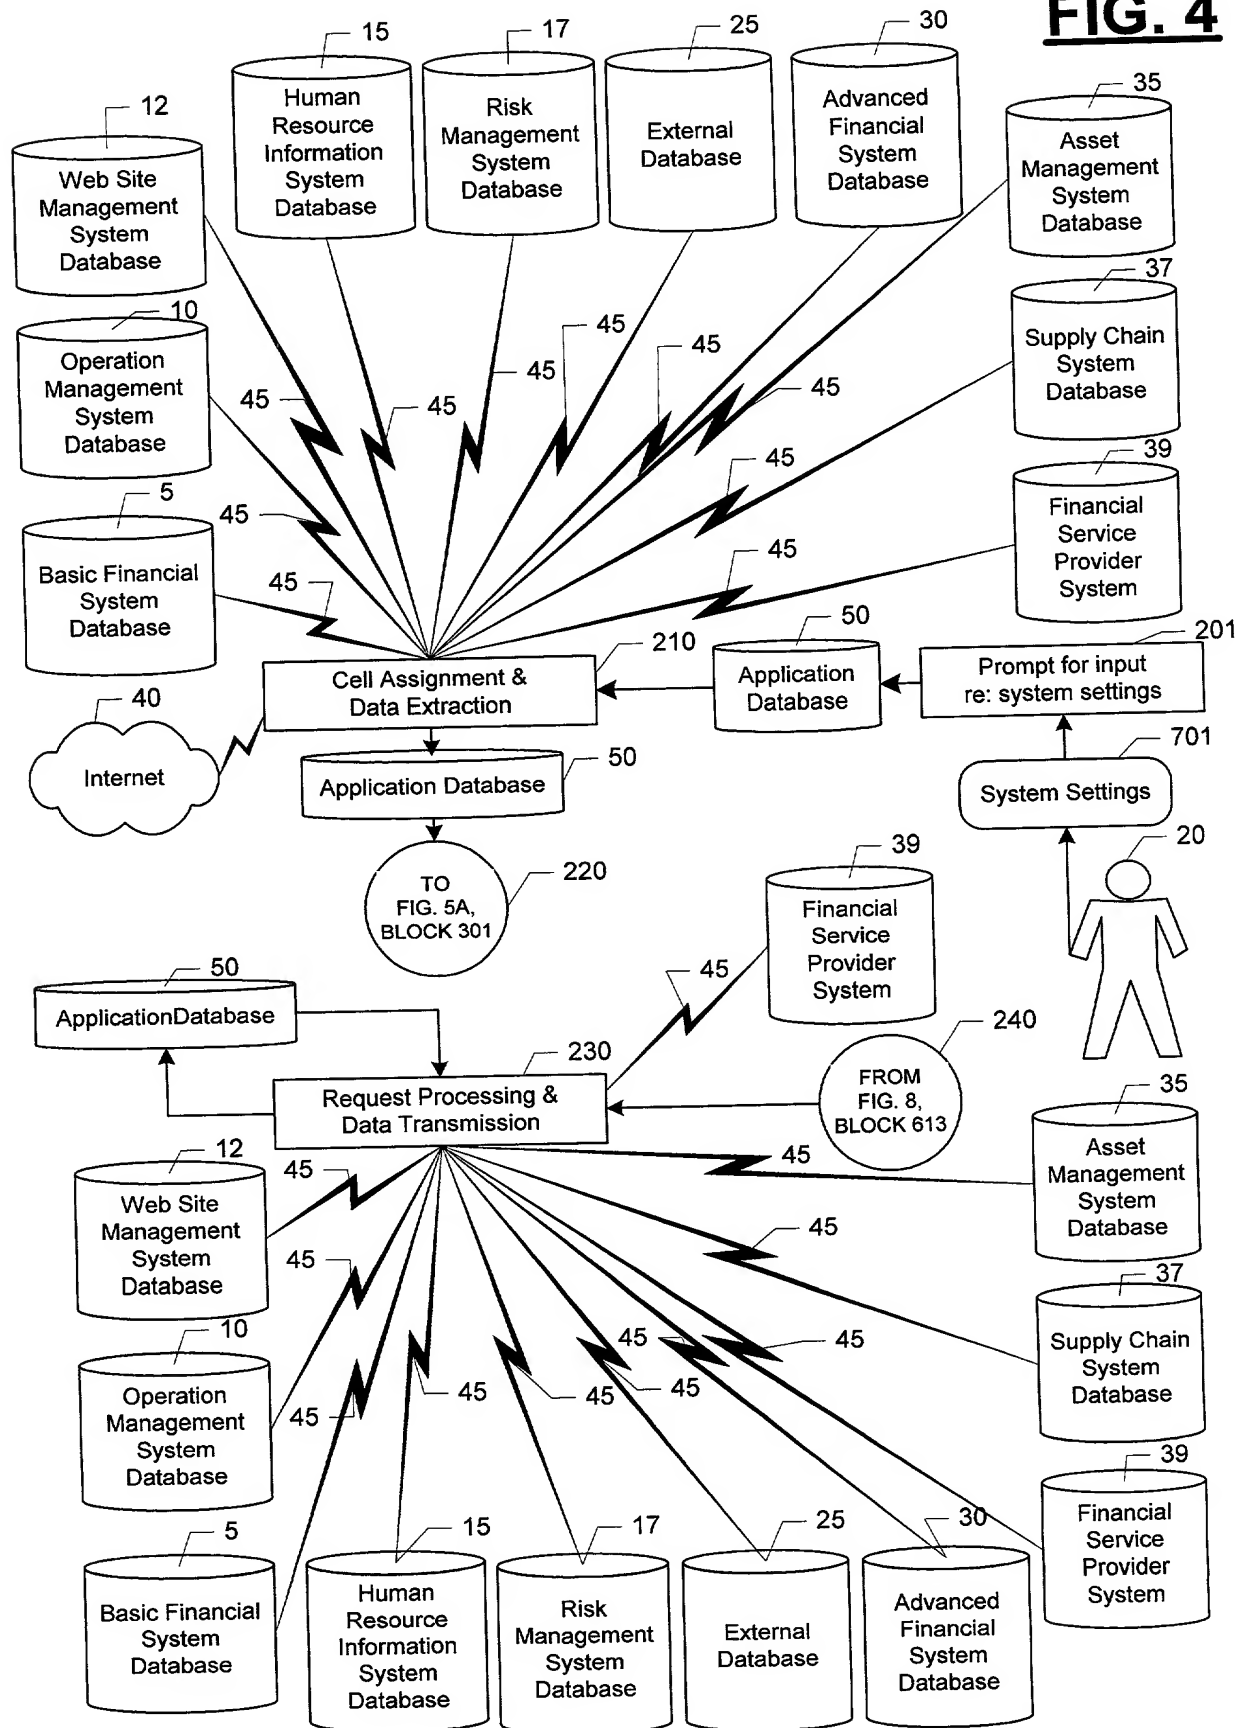 FIG. 4
15
17
25
30
Human
Resource
Information
System
Database
Risk
Management
System
Database
External
Database
Advanced
Financial
System
Database
35
Asset
Management
System
Database
12
Web Site
Management
System
Database
37
Supply Chain
System
Database
10
Operation
Management
System
Database
45
45
45
45
45
45
45
45
45
45
39
Financial
Service
Provider
System
5
Basic Financial
System
Database
210
Cell Assignment &
Data Extraction
50
Application
Database
201
Prompt for input
re: system settings
40
Internet
50
Application Database
701
System Settings
20
TO
FIG. 5A,
BLOCK 301
220
39
Financial
Service
Provider
System
45
50
ApplicationDatabase
240
FROM
FIG. 8,
BLOCK 613
230
Request Processing &
Data Transmission
35
Asset
Management
System
Database
12
Web Site
Management
System
Database
45
45
45
45
45
45
45
45
45
45
37
Supply Chain
System
Database
10
Operation
Management
System
Database
39
Financial
Service
Provider
System
5
Basic Financial
System
Database
15
Human
Resource
Information
System
Database
17
Risk
Management
System
Database
25
External
Database
30
Advanced
Financial
System
Database